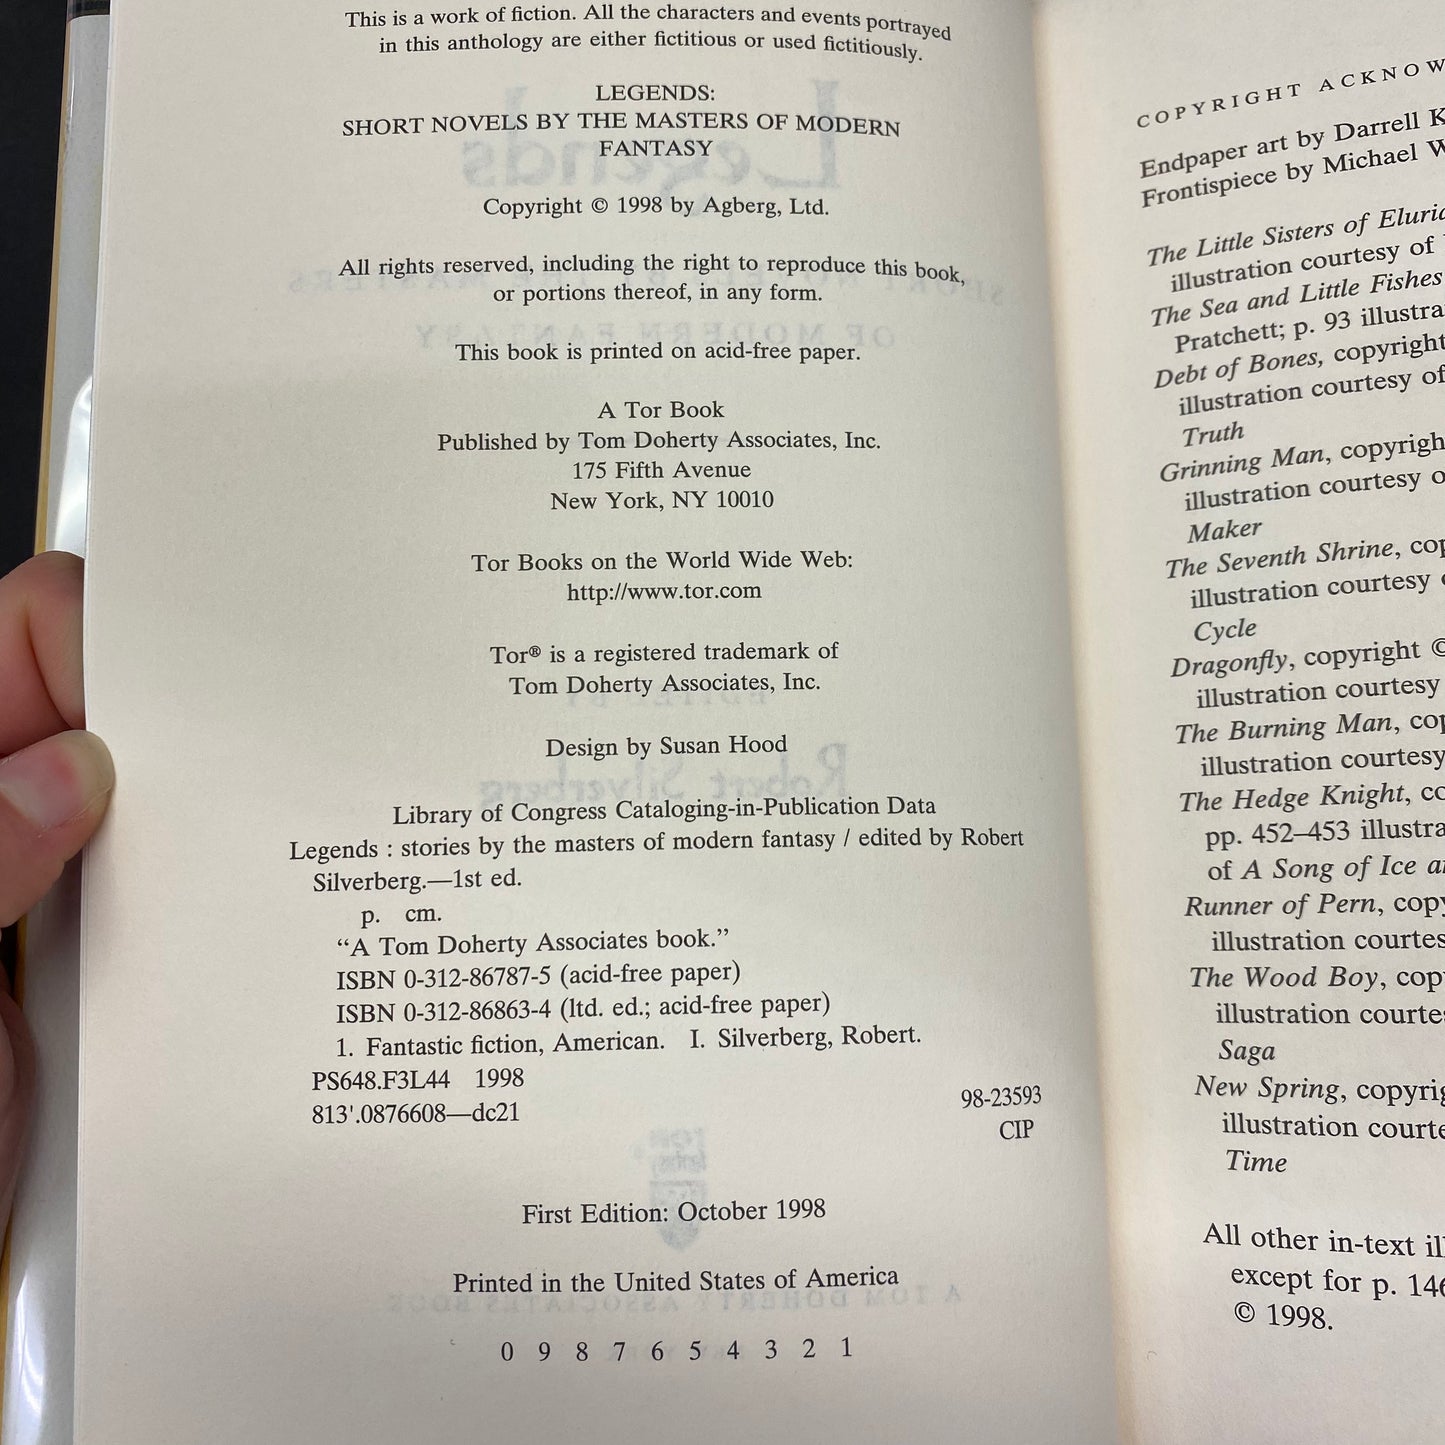 This is a work of fiction. All the characters and events portrayed
in this anthology are either fictitious or used fictitiously.
LEGENDS:
SHORT NOVELS BY THE MASTERS OF MODERN
FANTASY
Copyright © 1998 by Agberg, Ltd.
All rights reserved, including the right to reproduce this book,
or portions thereof, in any form.
This book is printed on acid-free paper.
A Tor Book
Published by Tom Doherty Associates, Inc.
175 Fifth Avenue
New York, NY 10010
Tor Books on the World Wide Web:
http://www.tor.com
Tor® is a registered trademark of
Tom Doherty Associates, Inc.
Design by Susan Hood
Library of Congress Cataloging-in-Publication Data
Legends : stories by the masters of modern fantasy / edited by Robert
Silverberg.—1st ed.
p. cm.
“A Tom Doherty Associates book.”
ISBN 0-312-86787-5 (acid-free paper)
ISBN 0-312-86863-4 (ltd. ed.; acid-free paper)
1. Fantastic fiction, American. I. Silverberg, Robert.
PS648.F3L44 1998
813'.0876608—dc21
98-23593
CIP
First Edition: October 1998
Printed in the United States of America
0 9 8 7 6 5 4 3 2 1
COPYRIGHT ACKNOW
Endpaper art by Darrell K
Frontispiece by Michael W
The Little Sisters of Eluria
illustration courtesy of
The Sea and Little Fishes
Pratchett; p. 93 illustra
Debt of Bones, copyright
illustration courtesy of
Truth
Grinning Man, copyrigh
illustration courtesy o
Maker
The Seventh Shrine, cop
illustration courtesy
Cycle
Dragonfly, copyright ©
illustration courtesy
The Burning Man, cop
illustration courtesy
The Hedge Knight, co
pp. 452–453 illustra
of A Song of Ice an
Runner of Pern, copy
illustration courtes
The Wood Boy, cop
illustration courte
Saga
New Spring, copyrig
illustration courte
Time
All other in-text ill
except for p. 146
© 1998.